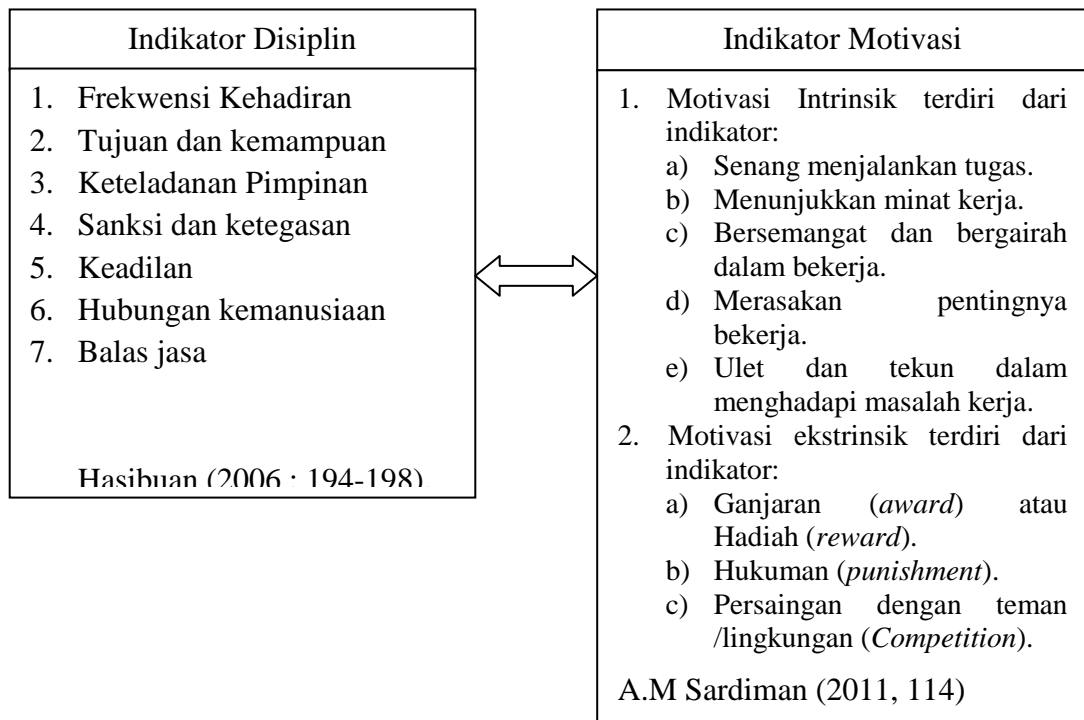 Indikator Disiplin
1. Frekwensi Kehadiran
2. Tujuan dan kemampuan
3. Keteladanan Pimpinan
4. Sanksi dan ketegasan
5. Keadilan
6. Hubungan kemanusiaan
7. Balas jasa
Hasibuan (2006 : 194-198)
Indikator Motivasi
1. Motivasi Intrinsik terdiri dari
indikator:
a) Senang menjalankan tugas.
b) Menunjukkan minat kerja.
c) Bersemangat dan bergairah
dalam bekerja.
d) Merasakan pentingnya
bekerja.
e) Ulet dan tekun dalam
menghadapi masalah kerja.
2. Motivasi ekstrinsik terdiri dari
indikator:
a) Ganjaran (award) atau
Hadiah (reward).
b) Hukuman (punishment).
c) Persaingan dengan teman
/lingkungan (Competition).
A.M Sardiman (2011, 114)